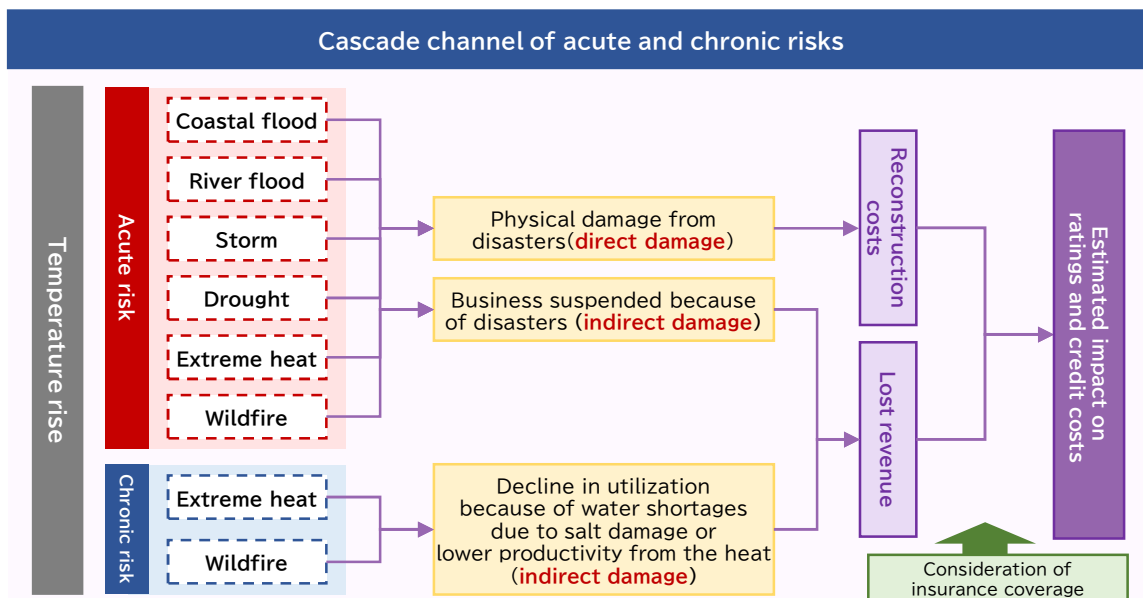 Cascade channel of acute and chronic risks
Temperature rise
Acute risk
Coastal flood
River flood
Storm
Drought
Extreme heat
Wildfire
Chronic risk
Extreme heat
Wildfire
Physical damage from
disasters(direct damage)
Business suspended because
of disasters (indirect damage)
Decline in utilization
because of water shortages
due to salt damage or
lower productivity from the heat
(indirect damage)
Reconstruction
costs
Lost revenue
Estimated impact on
ratings and credit costs
Consideration of
insurance coverage